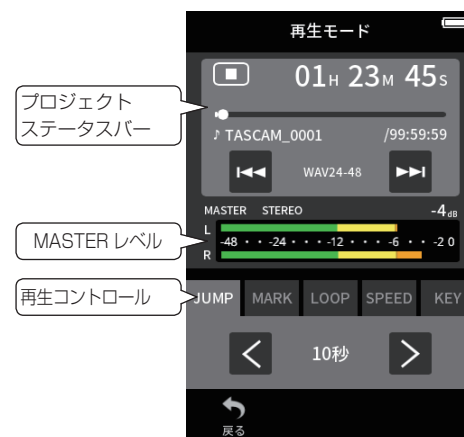 再生モード
01H 23M 45S
プロジェクト
ステータスバー
♪ TASCAM_0001 /99:59:59
WAV24-48
MASTER STEREO -4dB
L
MASTER レベル
-48 ・ ・ -24 ・ ・ ・ -12 ・ ・ ・ ・ -6 ・ ・ -2 0
R
再生コントロール
JUMP MARK LOOP SPEED KEY
10秒
戻る